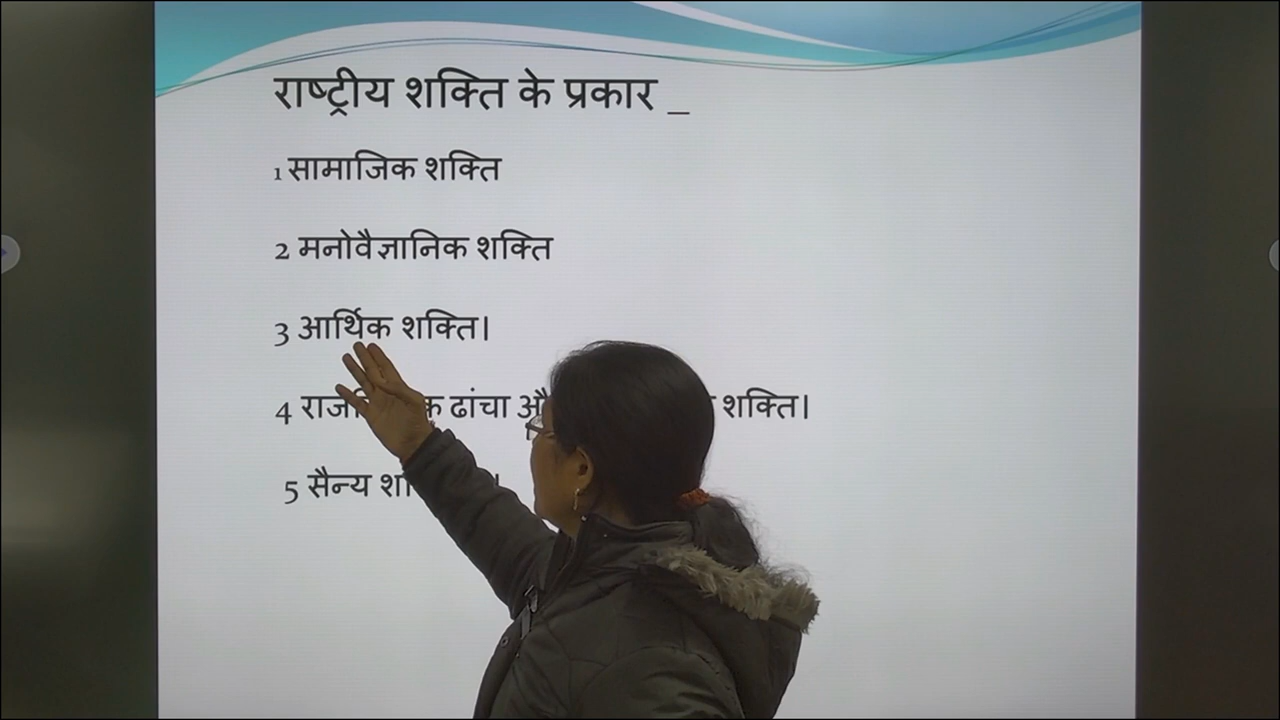 राष्ट्रीय शक्ति के प्रकार _
1 सामाजिक शक्ति
2 मनोवैज्ञानिक शक्ति
3 आर्थिक शक्ति।
4 ढांचा शक्ति।
5 सैन्य